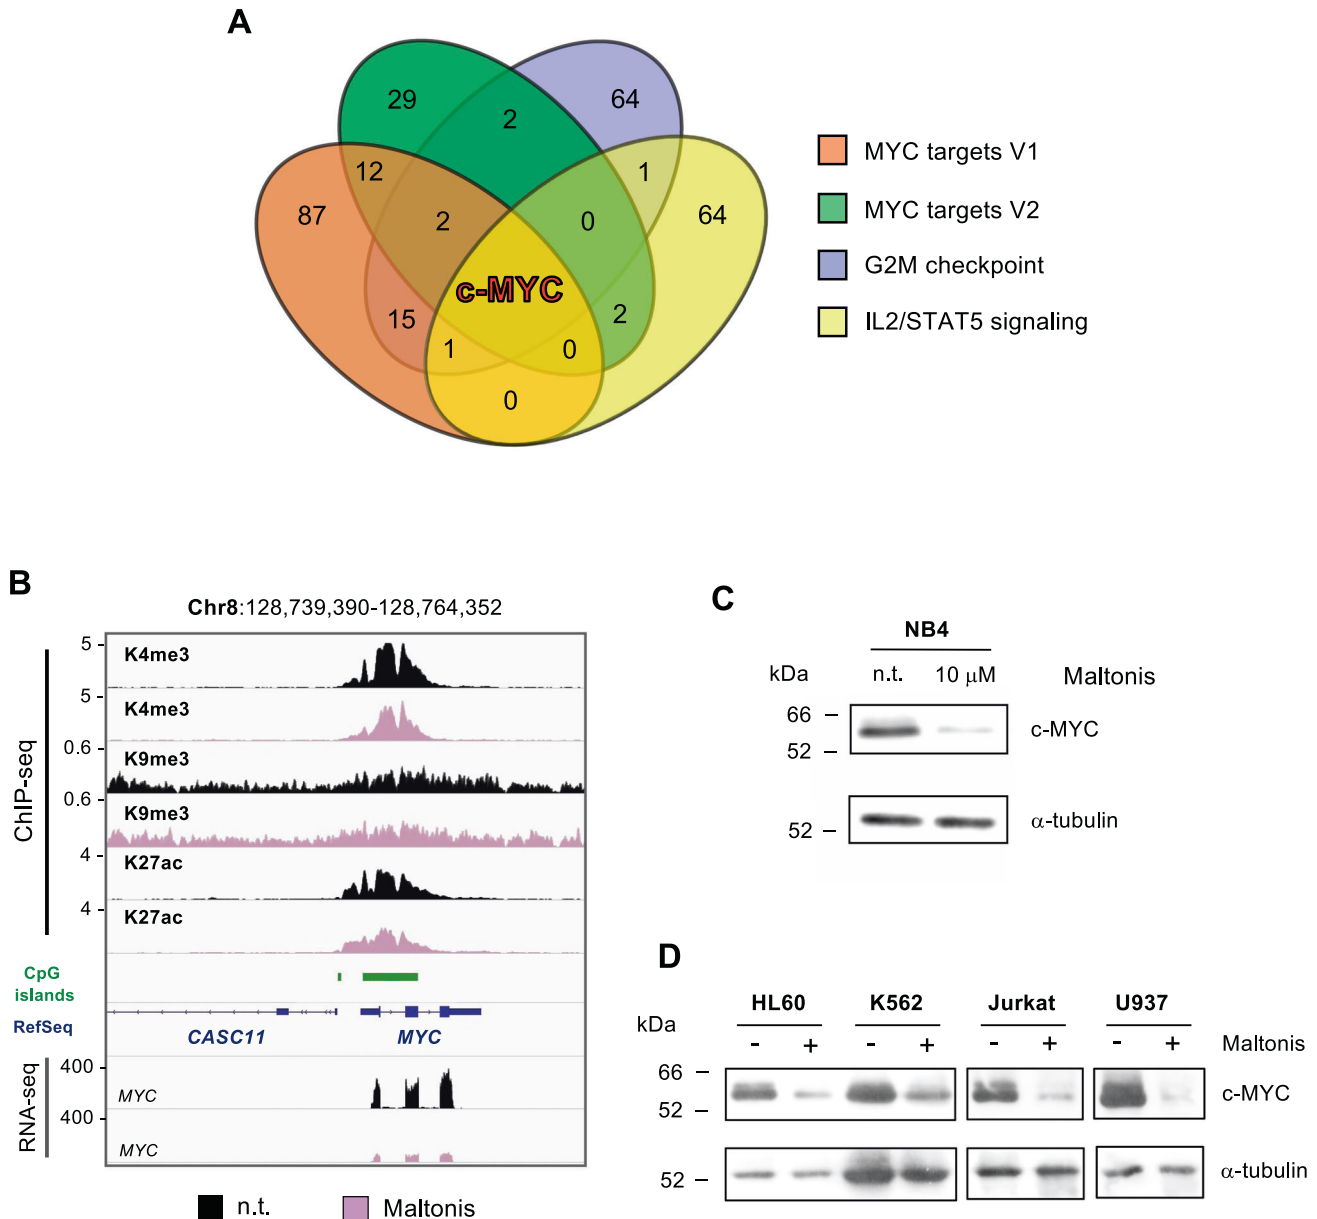 A
29
2
64
12
1
87
2
0
64
c-MYC
15
2
1
0
0
MYC targets V1
MYC targets V2
G2M checkpoint
IL2/STAT5 signaling
B
Chr8:128,739,390-128,764,352
ChIP-seq
5
K4me3
5
K4me3
0.6
K9me3
0.6
K9me3
4
K27ac
4
K27ac
CpG
islands
RefSeq
CASC11 MYC
RNA-seq
400
MYC
400
MYC
n.t. Maltonis
C
NB4
kDa n.t. 10 μM Maltonis
66
c-MYC
52
52 α-tubulin
D
HL60 K562 Jurkat U937
kDa
- + - + - + - + Maltonis
66
c-MYC
52
52 α-tubulin